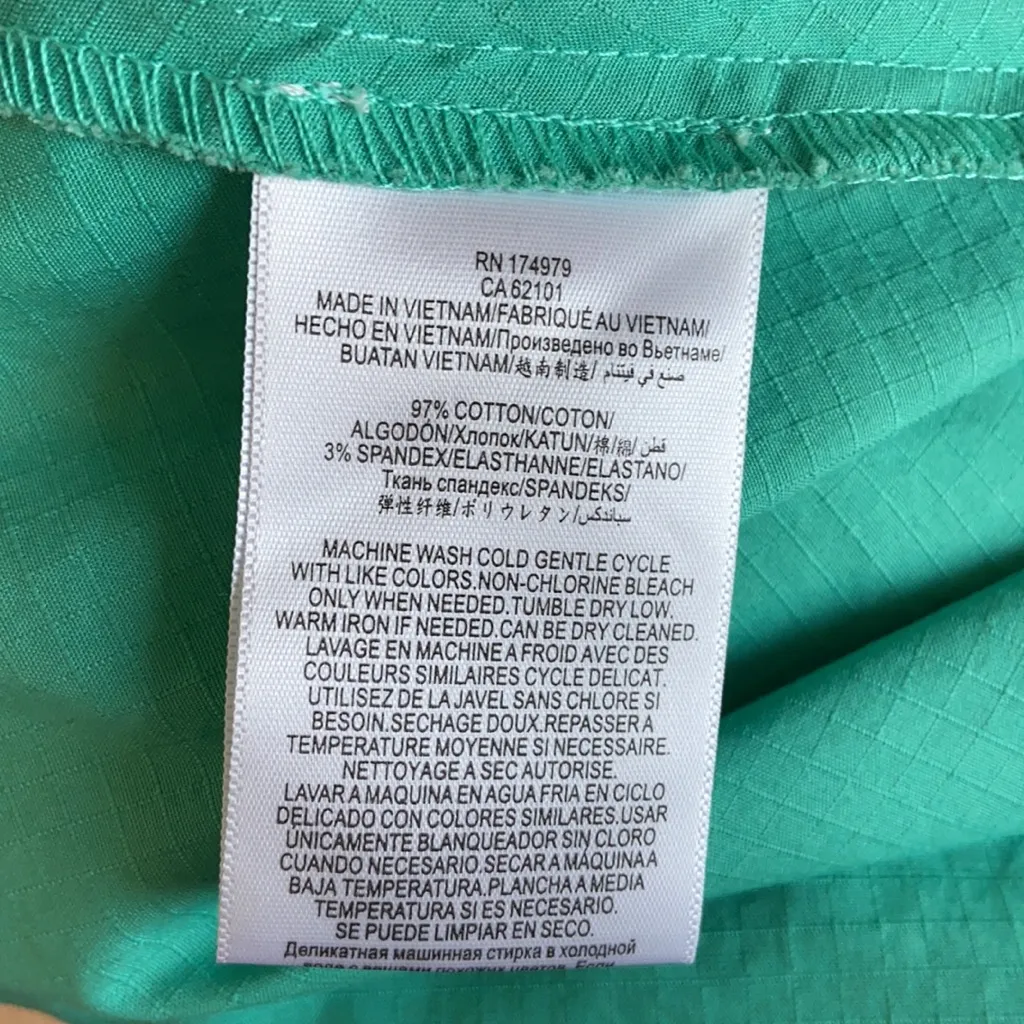 RN 174979
CA 62101
MADE IN VIETNAM/FABRIQUÉ AU VIETNAM/
HECHO EN VIETNAM/Произведено во Вьетнаме/
BUATAN VIETNAM/越南制造/ صنع في فيتنام
97% COTTON/COTON/
ALGODÓN/Хлопок/KATUN/棉/綿/ قطن
3% SPANDEX/ELASTHANNE/ELASTANO/
Ткань спандекс/SPANDEKS/
弹性纤维/ポリウレタン/سباندكس
MACHINE WASH COLD GENTLE CYCLE
WITH LIKE COLORS.NON-CHLORINE BLEACH
ONLY WHEN NEEDED.TUMBLE DRY LOW.
WARM IRON IF NEEDED.CAN BE DRY CLEANED.
LAVAGE EN MACHINE A FROID AVEC DES
COULEURS SIMILAIRES CYCLE DELICAT.
UTILISEZ DE LA JAVEL SANS CHLORE SI
BESOIN.SECHAGE DOUX.REPASSER A
TEMPERATURE MOYENNE SI NECESSAIRE.
NETTOYAGE A SEC AUTORISE.
LAVAR A MAQUINA EN AGUA FRIA EN CICLO
DELICADO CON COLORES SIMILARES.USAR
ÚNICAMENTE BLANQUEADOR SIN CLORO
CUANDO NECESARIO.SECAR A MÁQUINA A
BAJA TEMPERATURA.PLANCHA A MEDIA
TEMPERATURA SI ES NECESARIO.
SE PUEDE LIMPIAR EN SECO.
Деликатная машинная стирка в холодной